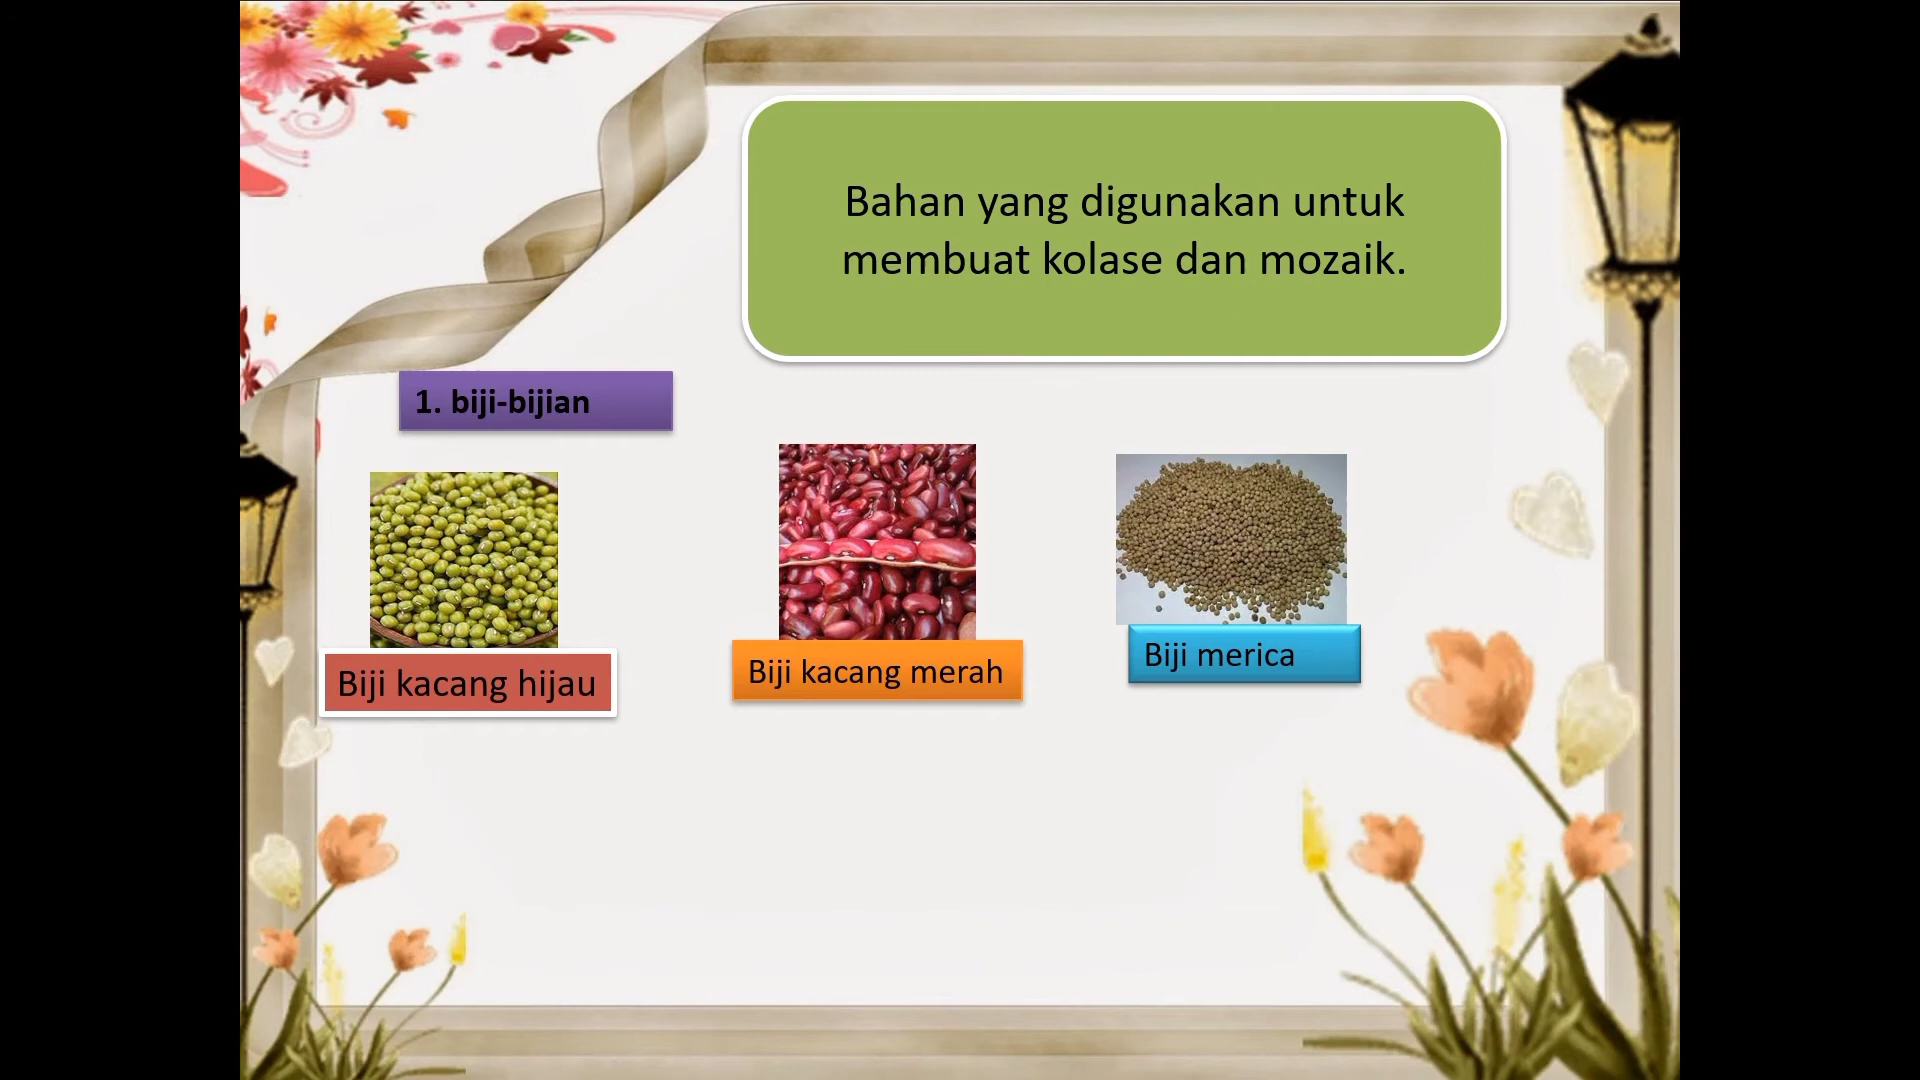 Bahan yang digunakan untuk
membuat kolase dan mozaik.
1. biji-bijian
Biji kacang hijau
Biji kacang merah
Biji merica